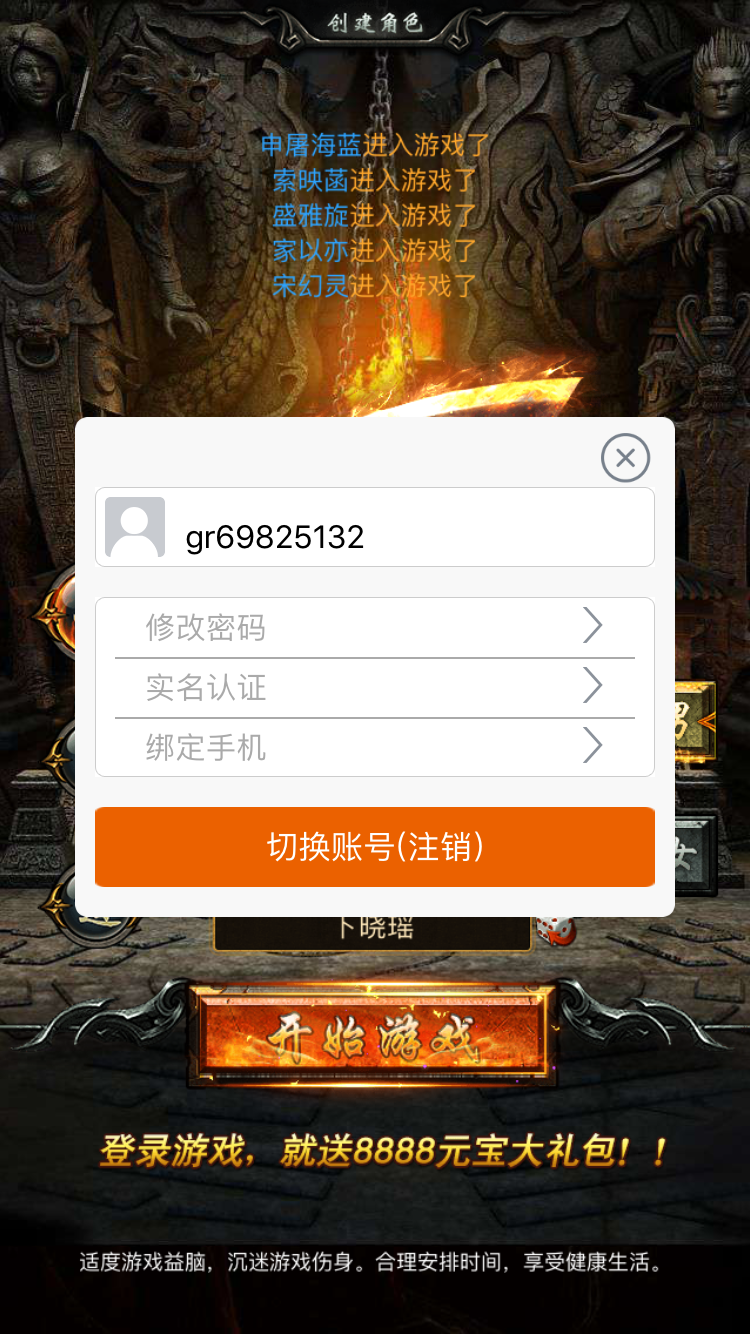 创建角色
申屠海蓝进入游戏了
索映菡进入游戏了
盛雅旋进入游戏了
家以亦进入游戏了
宋幻灵进入游戏了
gr69825132
修改密码
实名认证
绑定手机
男
切换账号(注销)
女
卞晓瑶
开始游戏
登录游戏，就送8888元宝大礼包！！
适度游戏益脑，沉迷游戏伤身。合理安排时间，享受健康生活。